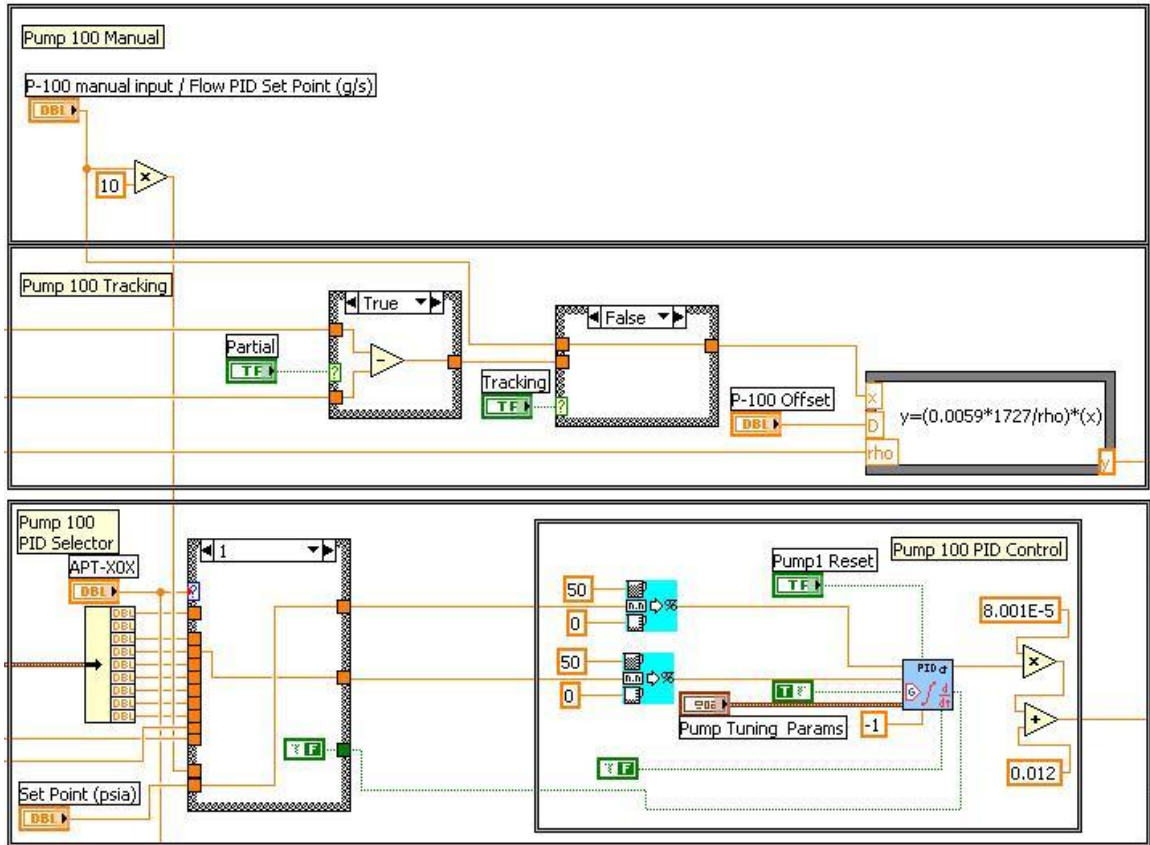 Pump 100 Manual
P-100 manual input / Flow PID Set Point (g/s)
DBL
10
x
Pump 100 Tracking
True
Partial
TF
-
?
False
Tracking
TF
?
P-100 Offset
DBL
x
D
rho
y=(0.0059*1727/rho)*(x)
y
Pump 100
PID Selector
APT-X0X
DBL
DBL
DBL
DBL
DBL
DBL
DBL
DBL
DBL
DBL
1
?
F
Set Point (psia)
DBL
Pump 100 PID Control
Pump1 Reset
TF
50
n.n
%
0
50
n.n
%
0
T
Pump Tuning Params
-1
F
PID
G
d
dt
8.001E-5
x
+
0.012